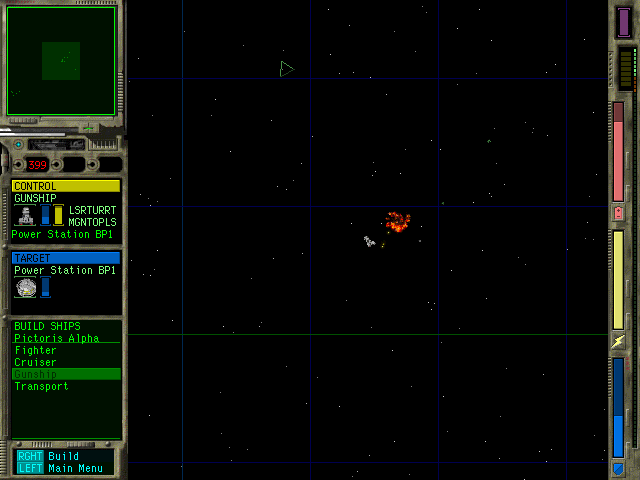 399
CONTROL
GUNSHIP
LSRTURRT
MGNTOPLS
Power Station BP1
TARGET
Power Station BP1
BUILD SHIPS
Pictoris Alpha
Fighter
Cruiser
Gunship
Transport
RGHT Build
LEFT Main Menu